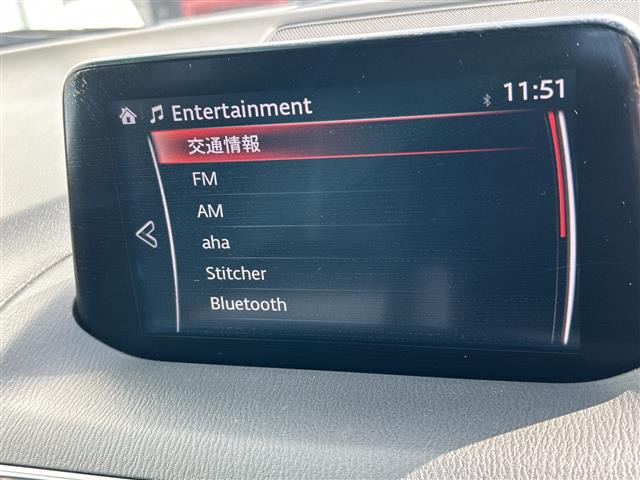 Entertainment
11:51
交通情報
FM
AM
aha
Stitcher
Bluetooth